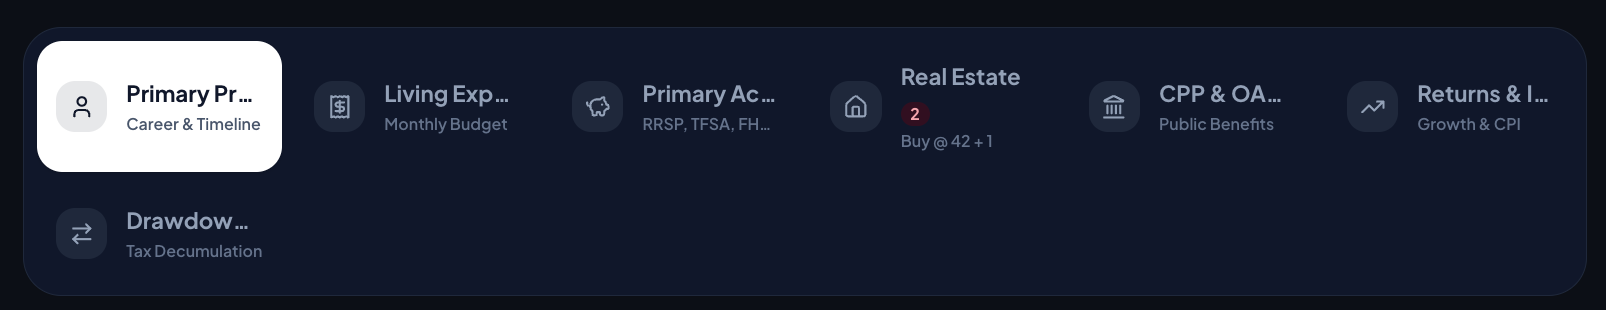 Primary Pr...
Career & Timeline
Living Exp...
Monthly Budget
Primary Ac...
RRSP, TFSA, FH...
Real Estate
2
Buy @ 42 + 1
CPP & OA...
Public Benefits
Returns & I...
Growth & CPI
Drawdow...
Tax Decumulation